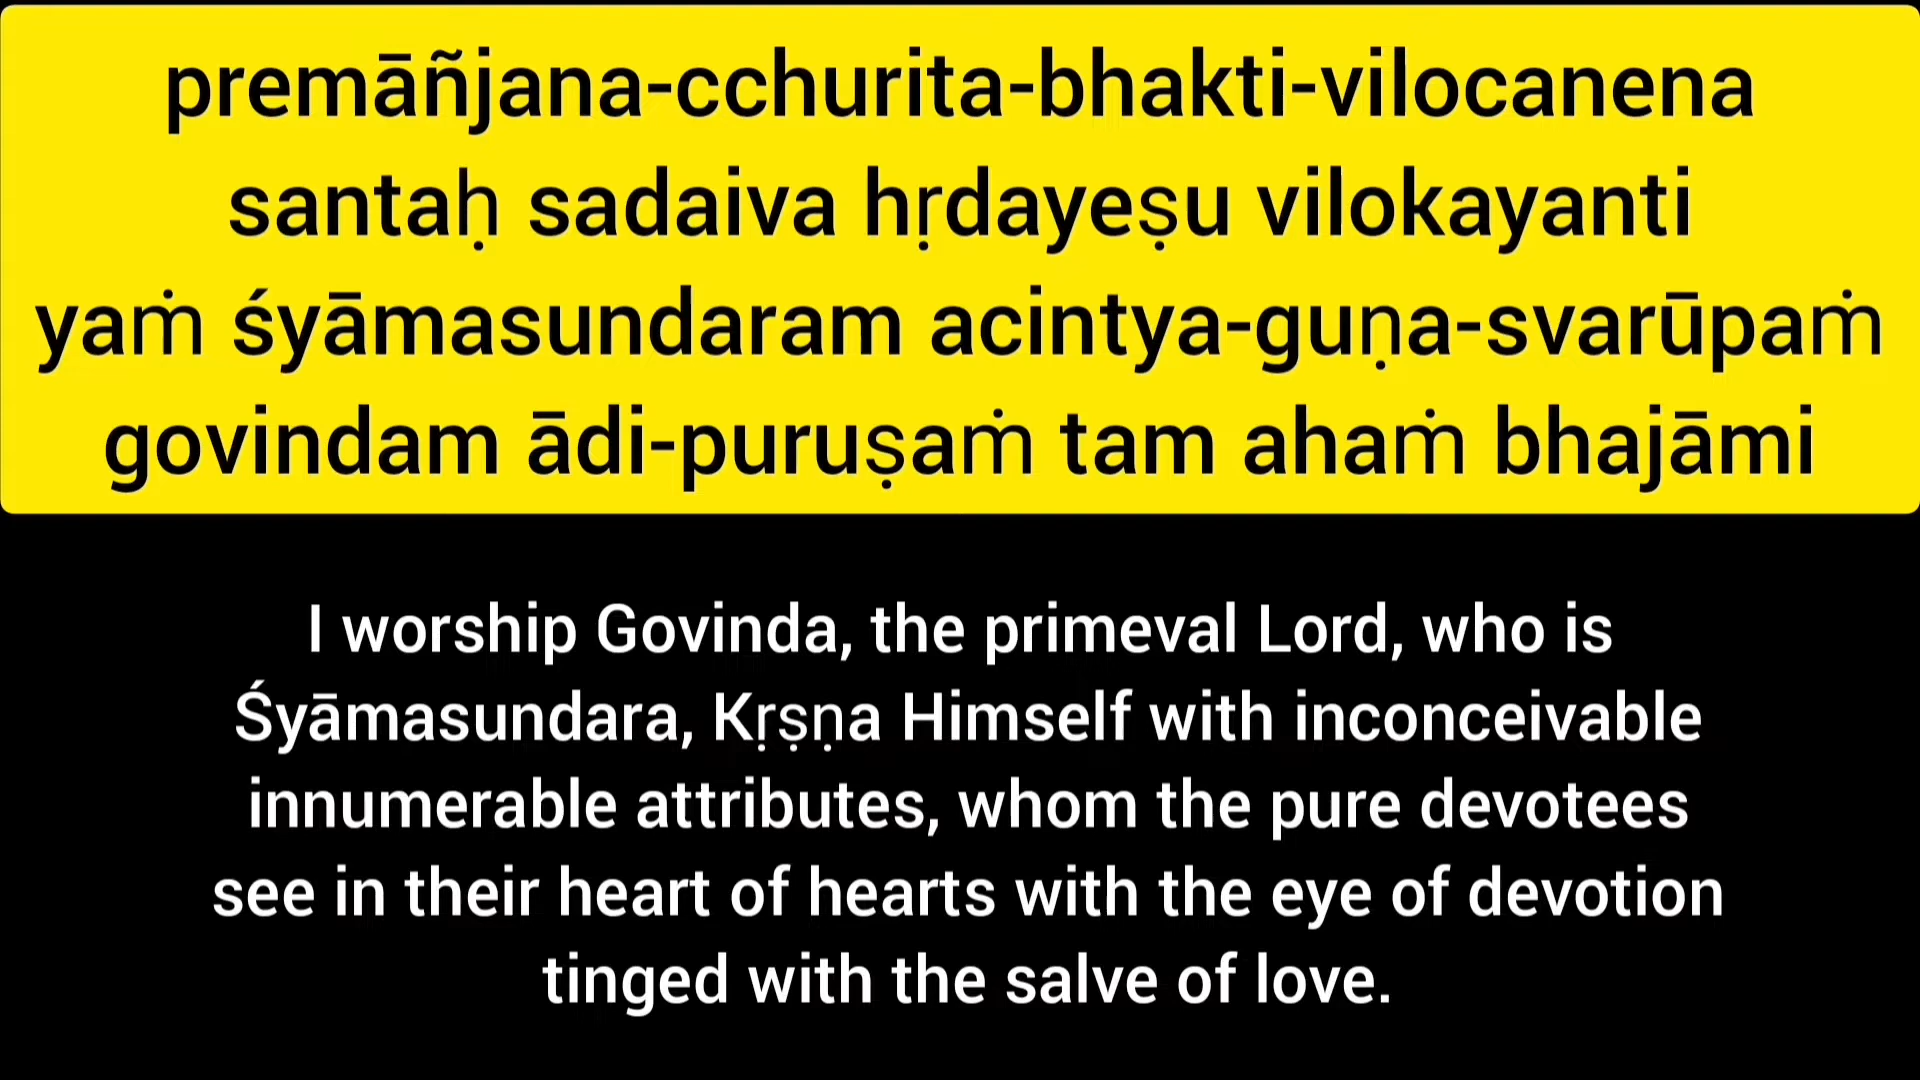 premāñjana-cchurita-bhakti-vilocanena
santaḥ sadaiva hṛdayeṣu vilokayanti
yaṁ śyāmasundaram acintya-guṇa-svarūpaṁ
govindam ādi-puruṣaṁ tam ahaṁ bhajāmi
I worship Govinda, the primeval Lord, who is
Śyāmasundara, Kṛṣṇa Himself with inconceivable
innumerable attributes, whom the pure devotees
see in their heart of hearts with the eye of devotion
tinged with the salve of love.